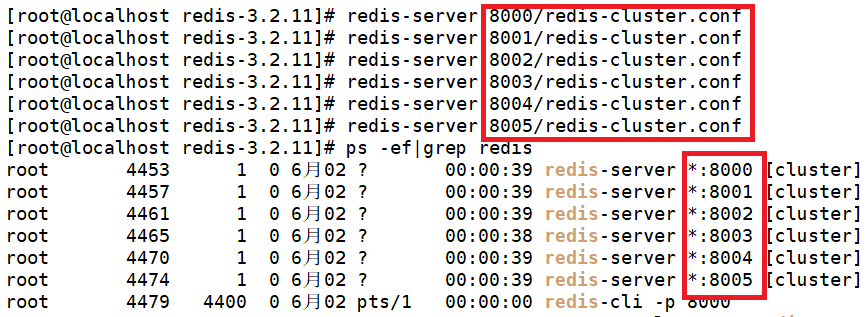 [root@localhost redis-3.2.11]# redis-server 8000/redis-cluster.conf
[root@localhost redis-3.2.11]# redis-server 8001/redis-cluster.conf
[root@localhost redis-3.2.11]# redis-server 8002/redis-cluster.conf
[root@localhost redis-3.2.11]# redis-server 8003/redis-cluster.conf
[root@localhost redis-3.2.11]# redis-server 8004/redis-cluster.conf
[root@localhost redis-3.2.11]# redis-server 8005/redis-cluster.conf
[root@localhost redis-3.2.11]# ps -ef|grep redis
root 4453 1 0 6月02 ? 00:00:39 redis-server *:8000 [cluster]
root 4457 1 0 6月02 ? 00:00:39 redis-server *:8001 [cluster]
root 4461 1 0 6月02 ? 00:00:39 redis-server *:8002 [cluster]
root 4465 1 0 6月02 ? 00:00:38 redis-server *:8003 [cluster]
root 4470 1 0 6月02 ? 00:00:39 redis-server *:8004 [cluster]
root 4474 1 0 6月02 ? 00:00:39 redis-server *:8005 [cluster]
root 4479 4400 0 6月02 pts/1 00:00:00 redis-cli -p 8000